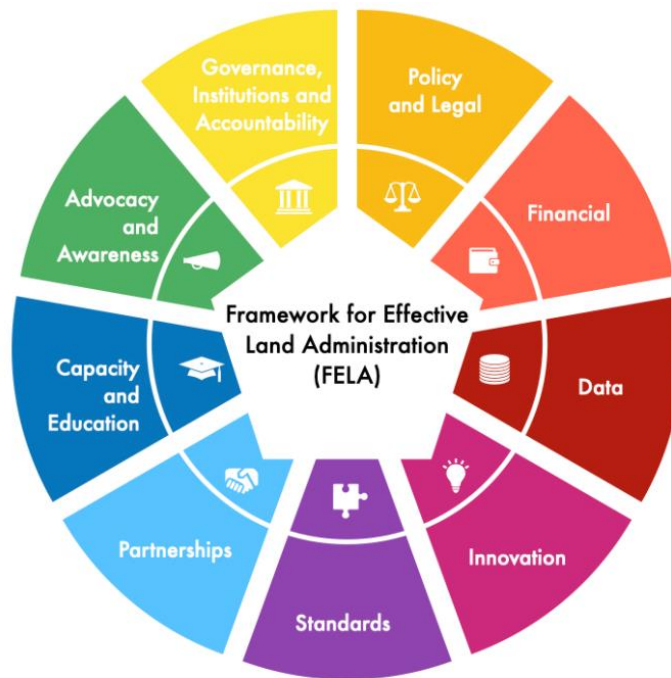 Governance,
Institutions and
Accountability
Policy
and Legal
Financial
Data
Innovation
Standards
Partnerships
Capacity
and
Education
Advocacy
and
Awareness
Framework for Effective
Land Administration
(FELA)